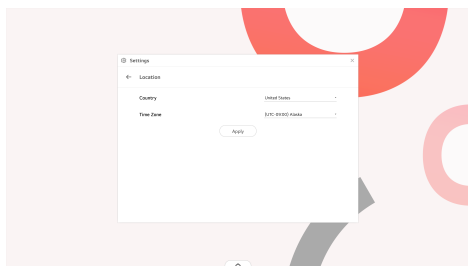 Settings
Location
Country United States
Time Zone (UTC-09:00) Alaska
Apply